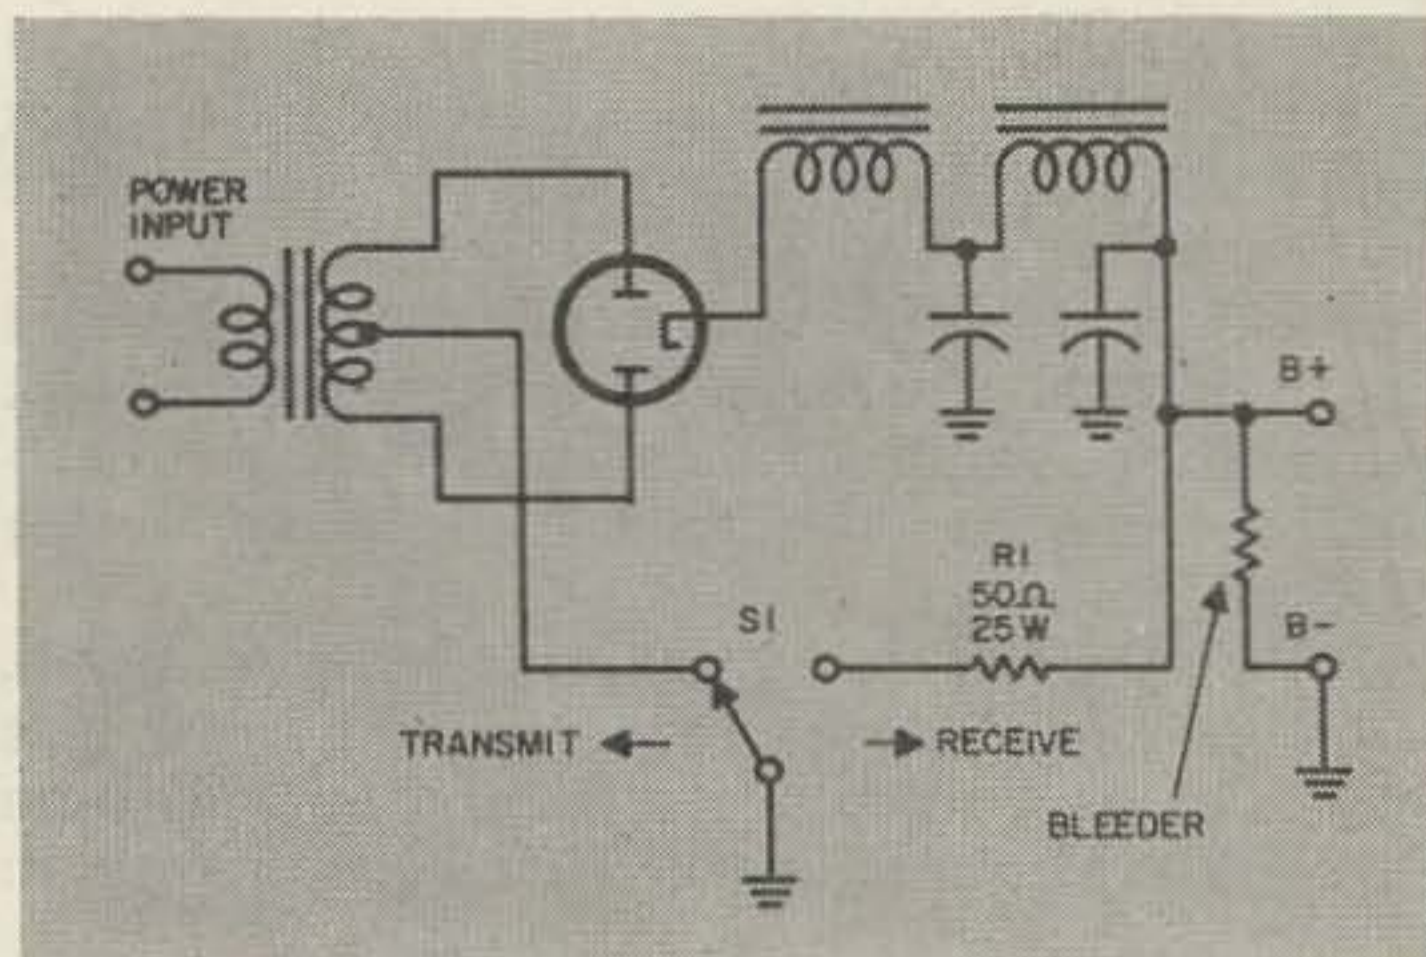 POWER
INPUT
B+
R1
50Ω
25W
S1
B-
TRANSMIT
RECEIVE
BLEEDER